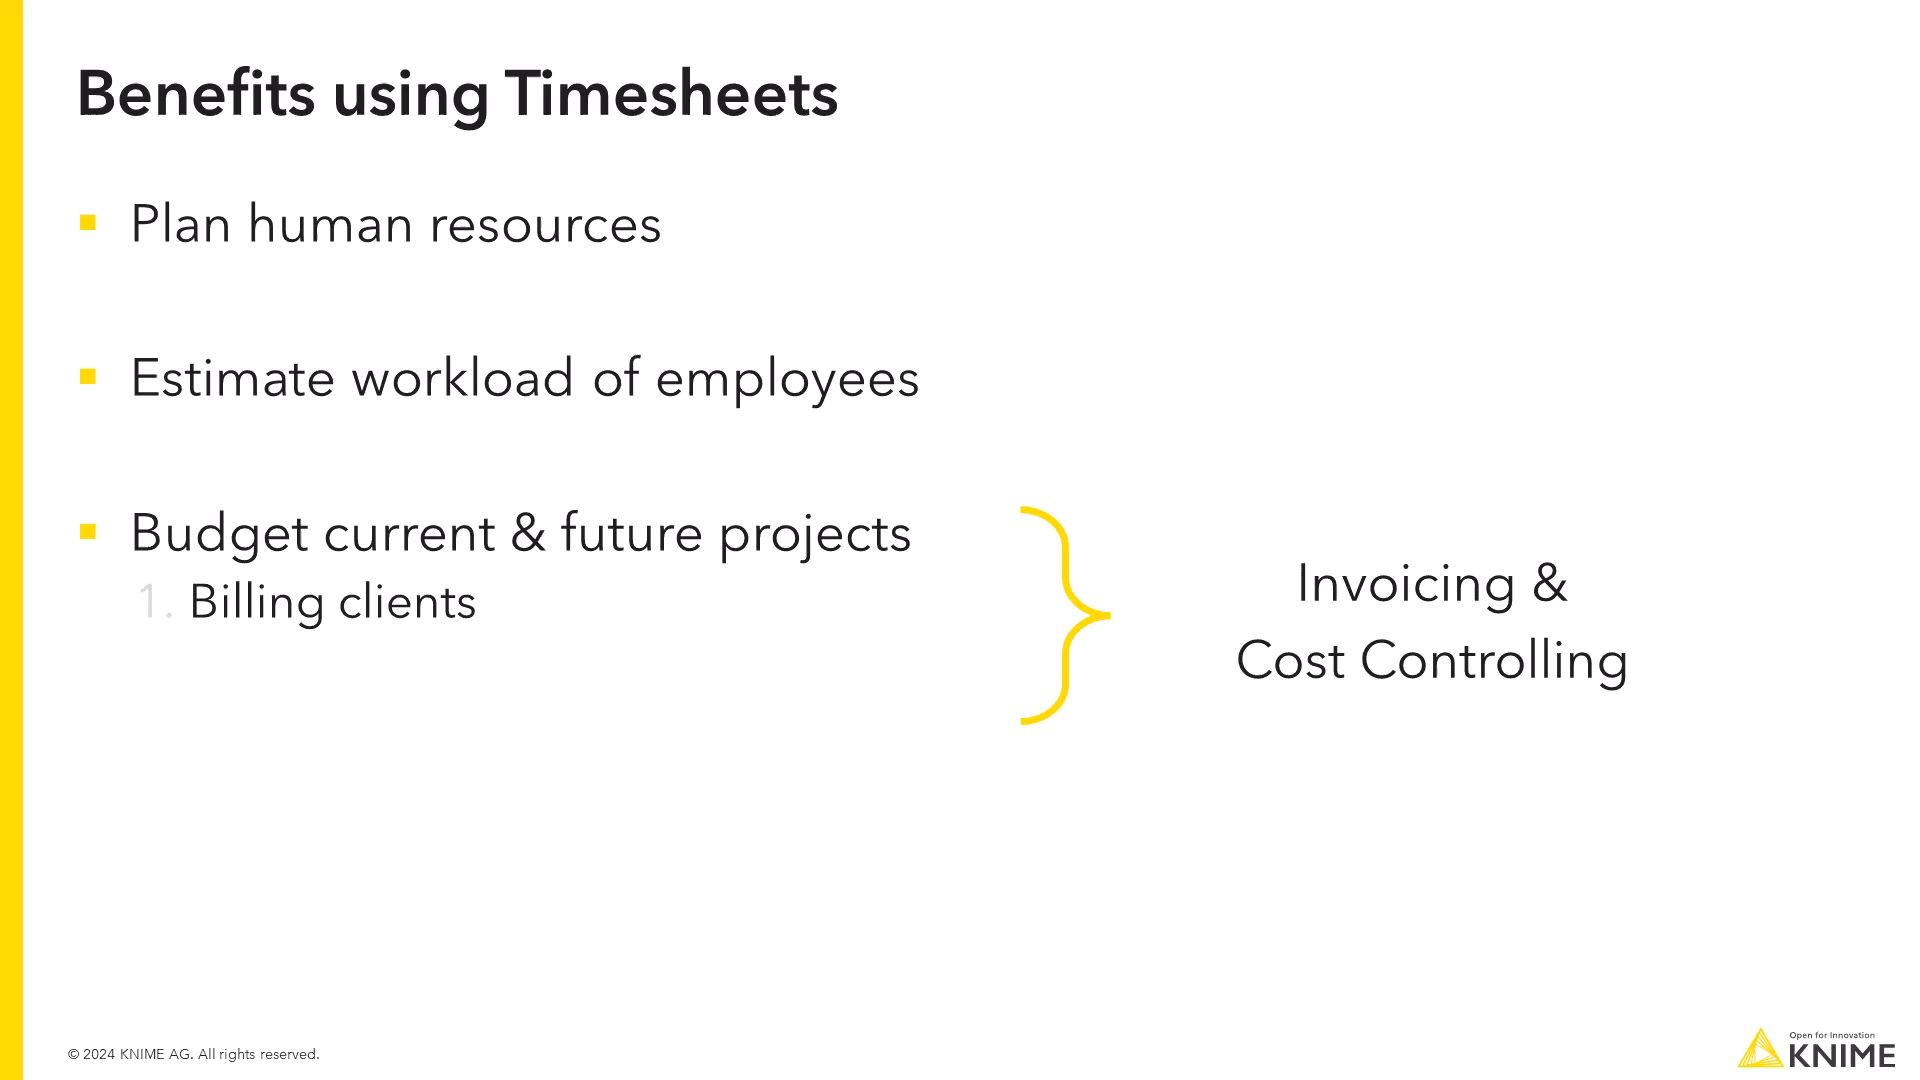 Benefits using Timesheets
▪ Plan human resources
▪ Estimate workload of employees
▪ Budget current & future projects
1. Billing clients
Invoicing &
Cost Controlling
© 2024 KNIME AG. All rights reserved.
Open for Innovation
KNIME